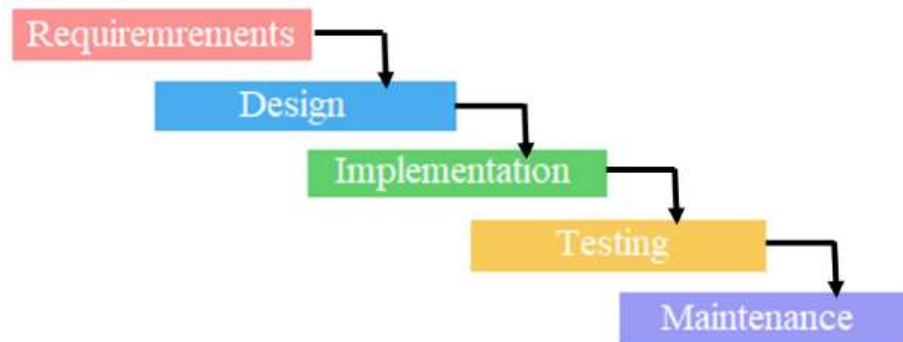 Requiremrements
Design
Implementation
Testing
Maintenance